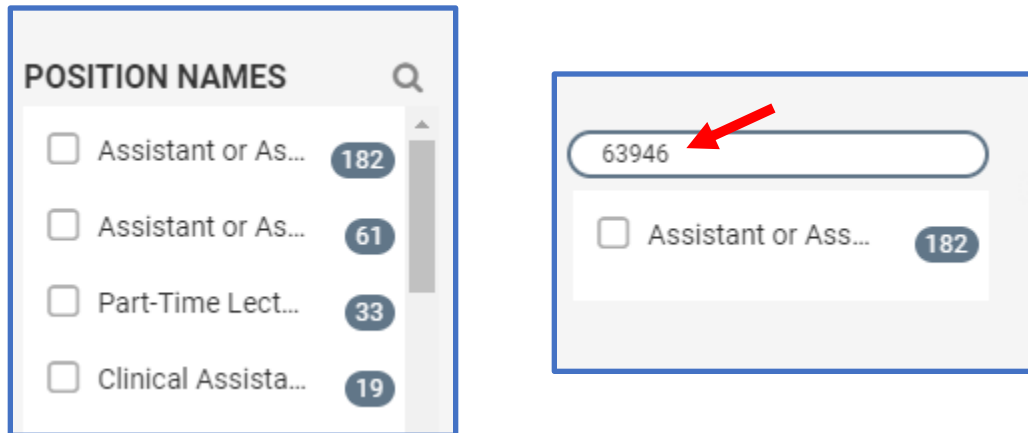 POSITION NAMES
Assistant or As... 182
Assistant or As... 61
Part-Time Lect... 33
Clinical Assista... 19
63946
Assistant or Ass... 182